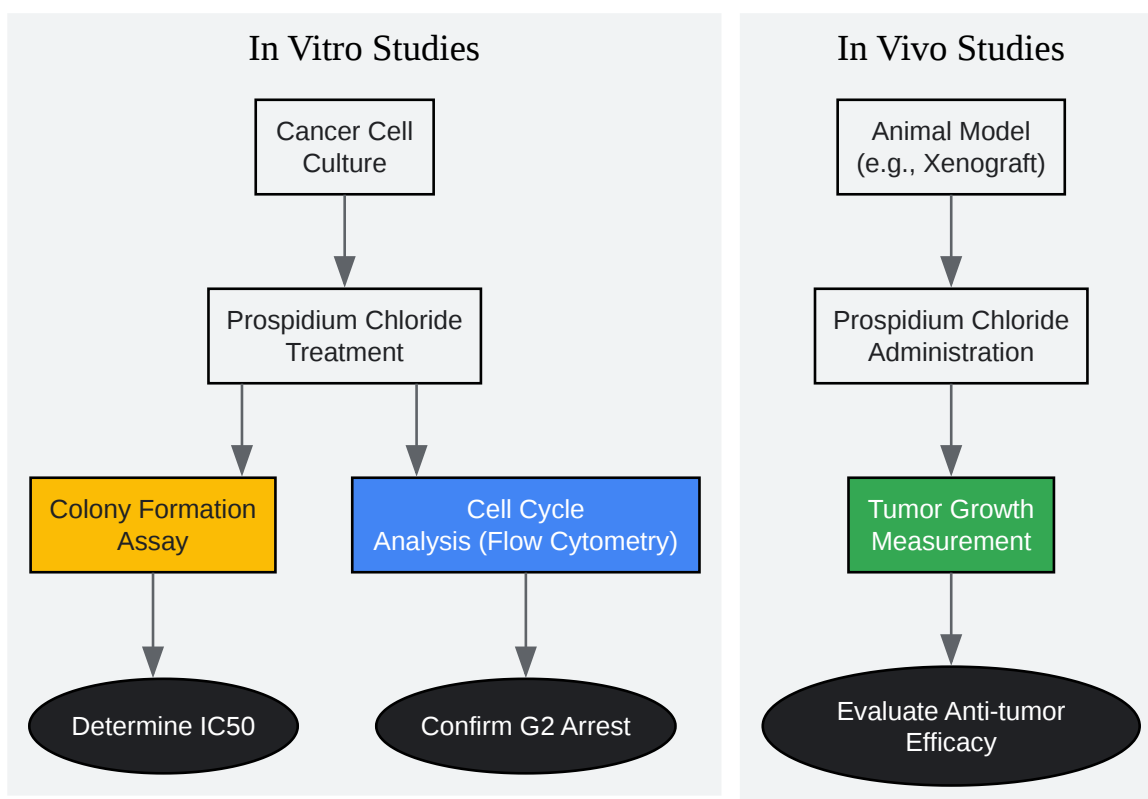 In Vitro Studies
Cancer Cell
Culture
Prospidium Chloride
Treatment
Colony Formation
Assay
Cell Cycle
Analysis (Flow Cytometry)
Determine IC50
Confirm G2 Arrest
In Vivo Studies
Animal Model
(e.g., Xenograft)
Prospidium Chloride
Administration
Tumor Growth
Measurement
Evaluate Anti-tumor
Efficacy